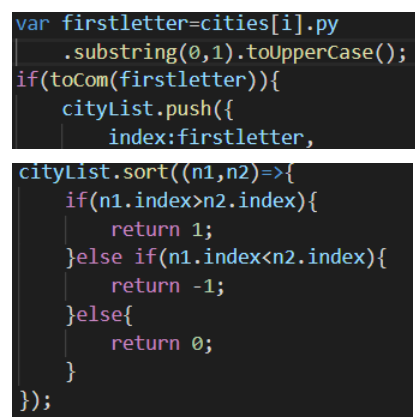 var firstletter=cities[i].py
.substring(0,1).toUpperCase();
if(toCom(firstletter)){
cityList.push({
index:firstletter,
cityList.sort((n1,n2)=>{
if(n1.index>n2.index){
return 1;
}else if(n1.index<n2.index){
return -1;
}else{
return 0;
}
});